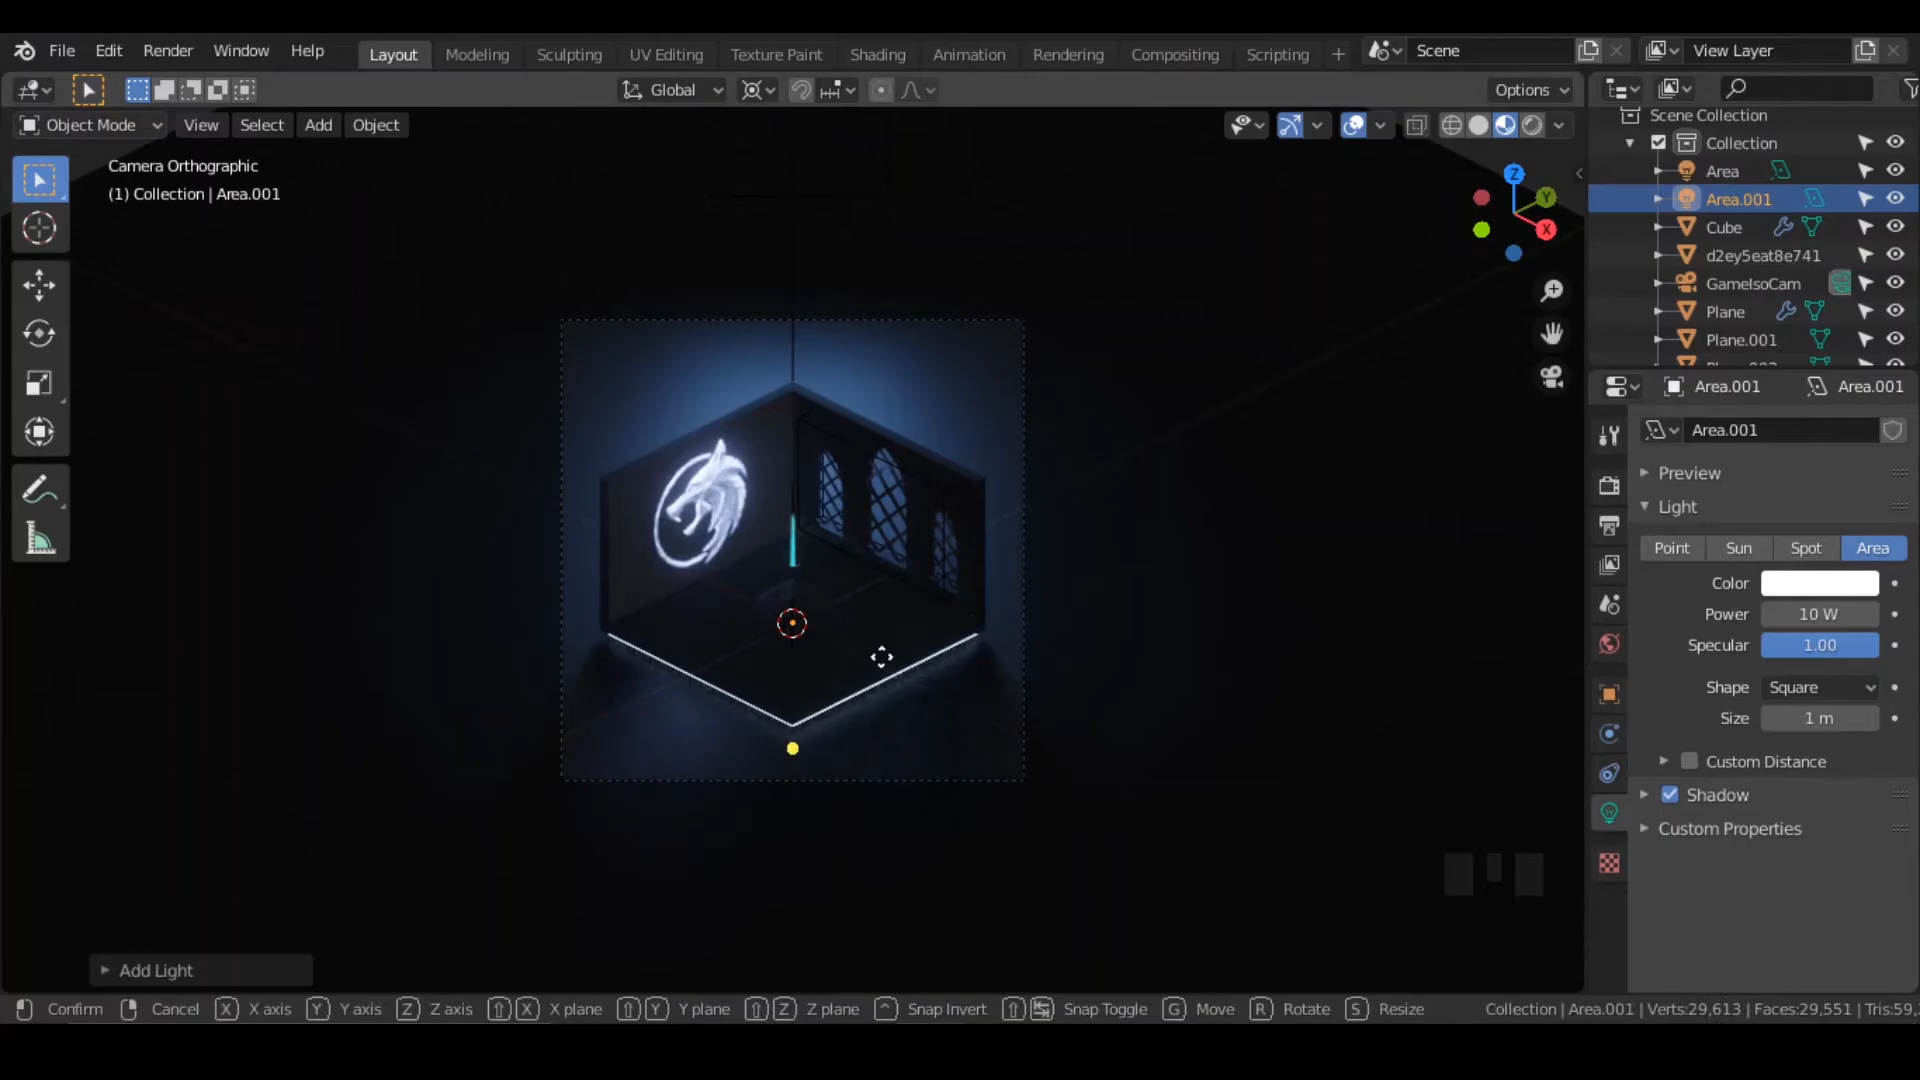 File Edit Render Window Help Layout Modeling Sculpting UV Editing Texture Paint Shading Animation Rendering Compositing Scripting + Scene View Layer
Global Options
Object Mode View Select Add Object
Camera Orthographic
(1) Collection | Area.001
Z
Y
X
Scene Collection
Collection
Area
Area.001
Cube
d2ey5eat8e741
GameIsoCam
Plane
Plane.001
Area.001 Area.001
Area.001
Preview
Light
Point Sun Spot Area
Color
Power 10 W
Specular 1.00
Shape Square
Size 1 m
Custom Distance
Shadow
Custom Properties
Add Light
Confirm Cancel X X axis Y Y axis Z Z axis X X plane Y Y plane Z Z plane Snap Invert Snap Toggle G Move R Rotate S Resize Collection | Area.001 | Verts:29,613 | Faces:29,551 | Tris:59,